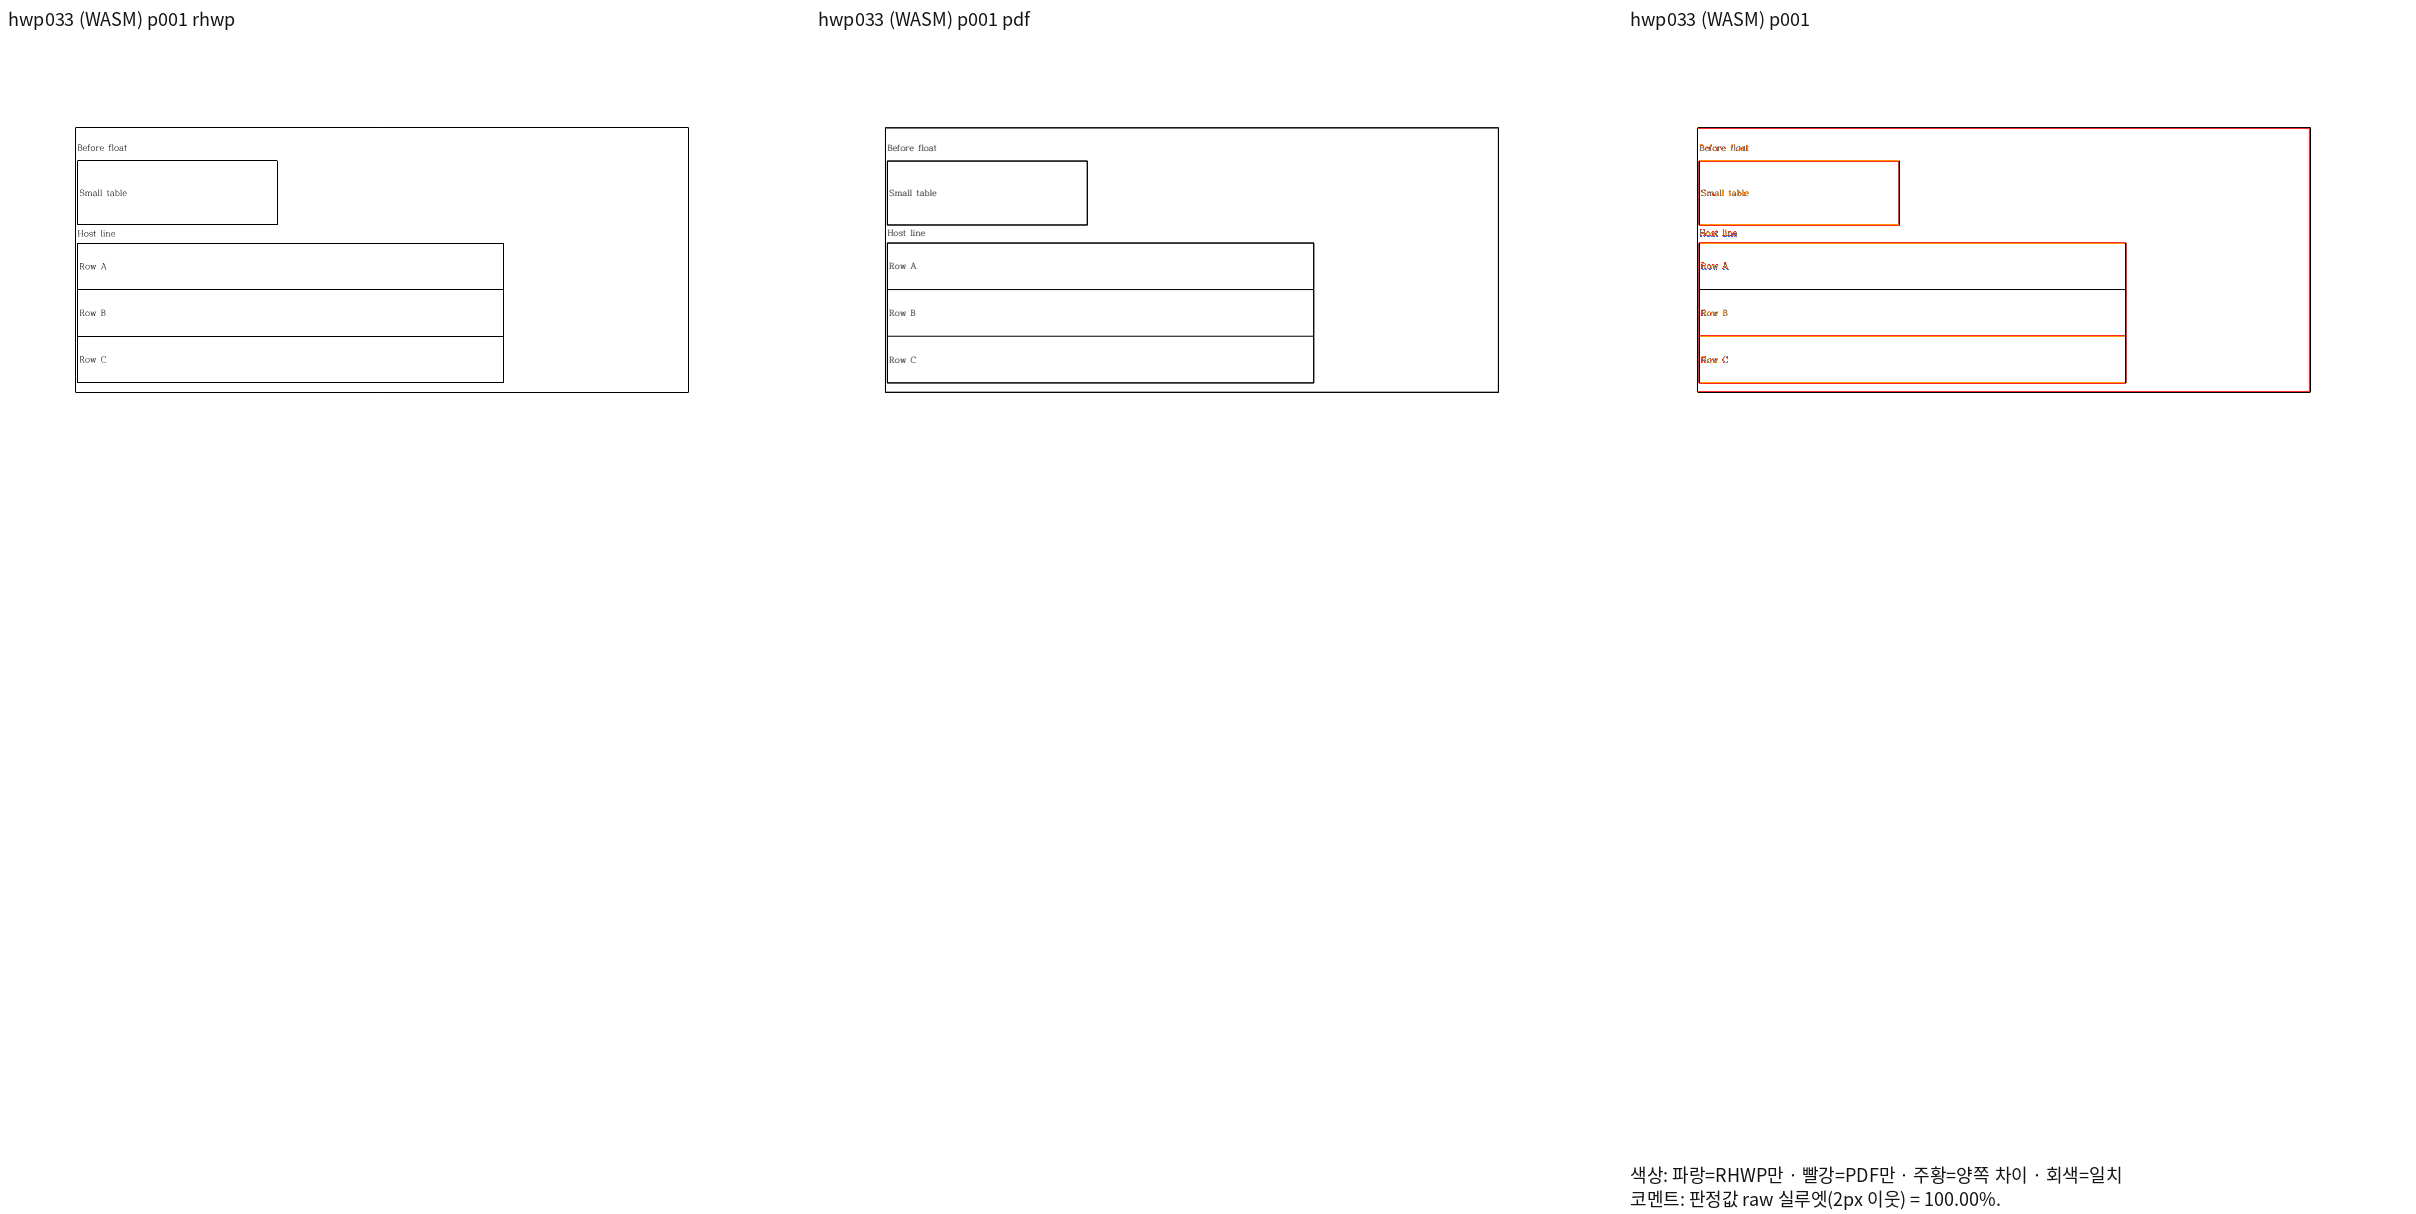 hwp033 (WASM) p001 rhwp
Before float
Small table
Host line
Row A
Row B
Row C
hwp033 (WASM) p001 pdf
Before float
Small table
Host line
Row A
Row B
Row C
hwp033 (WASM) p001
Before float
Small table
Host line
Row A
Row B
Row C
색상: 파랑=RHWP만 · 빨강=PDF만 · 주황=양쪽 차이 · 회색=일치
코멘트: 판정값 raw 실루엣(2px 이웃) = 100.00%.